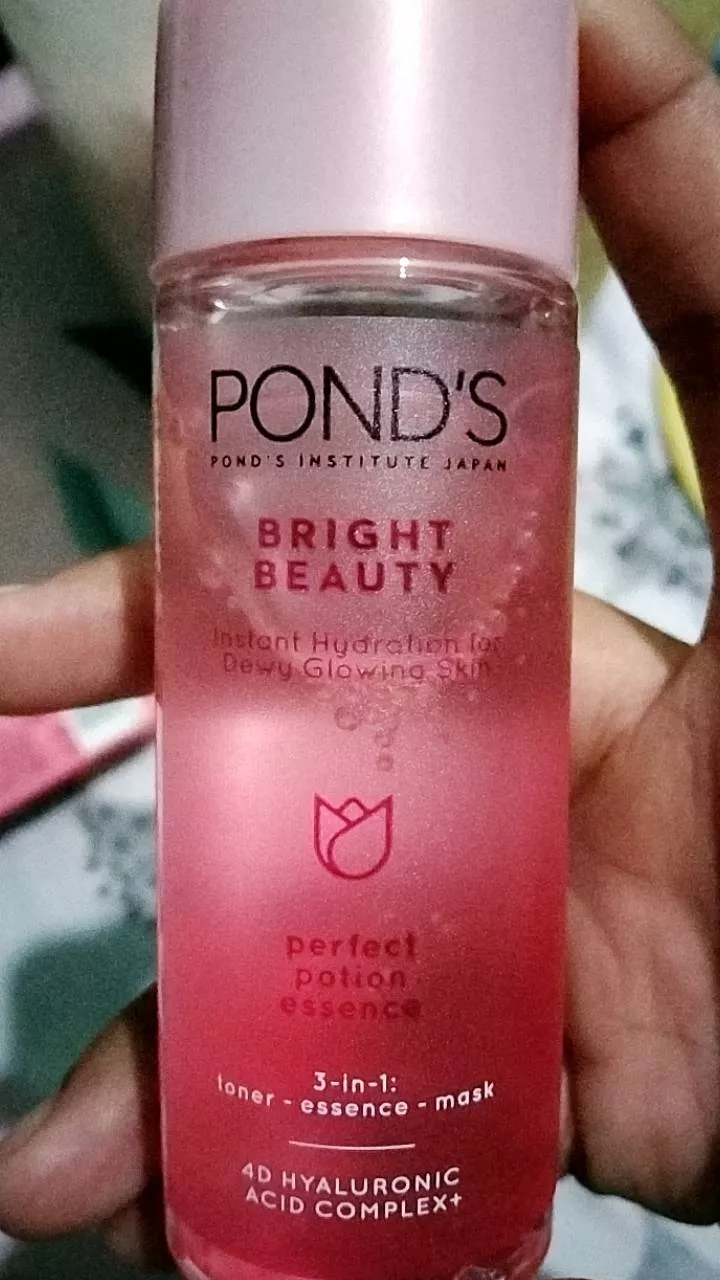 POND'S
POND'S INSTITUTE JAPAN
BRIGHT
BEAUTY
Instant Hydration for
Dewy Glowing Skin
perfect
potion
essence
3-in-1:
toner - essence - mask
4D HYALURONIC
ACID COMPLEX+